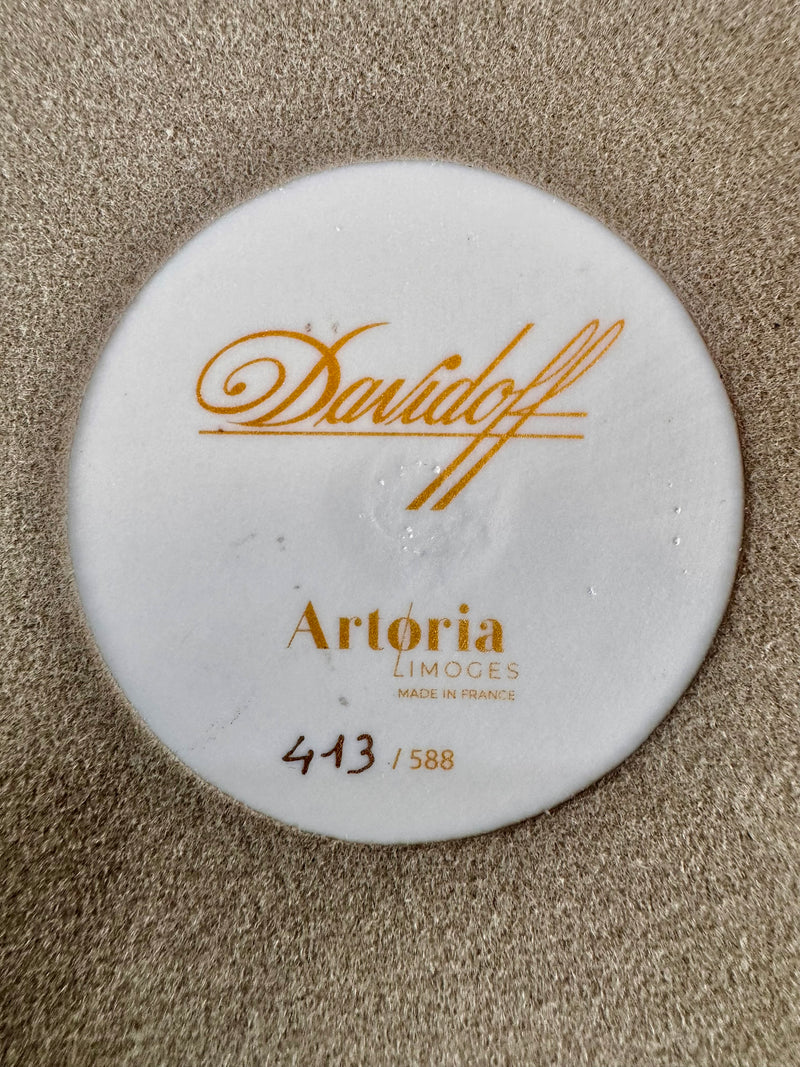 Davidoff
Artoria
LIMOGES
MADE IN FRANCE
413 / 588